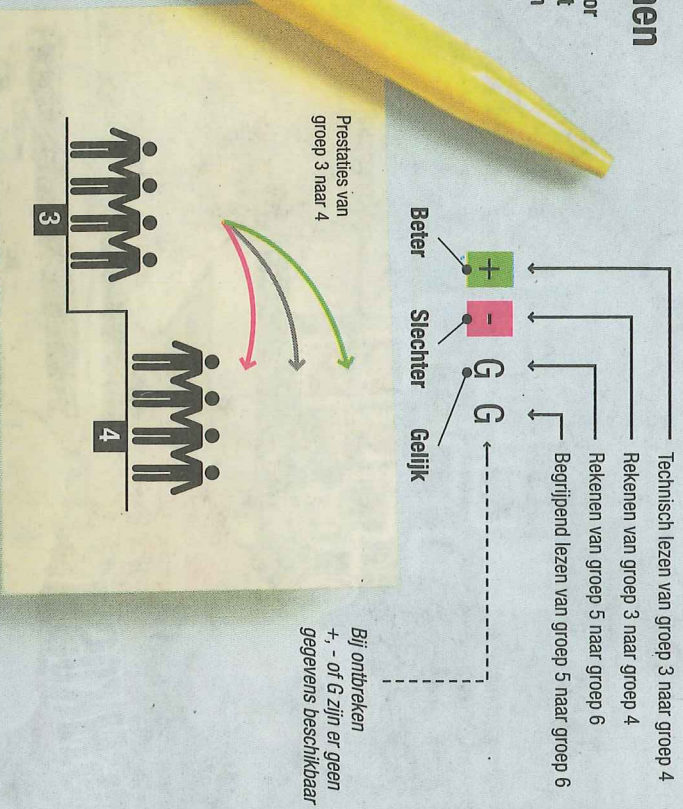 nen
or
t
n
Technisch lezen van groep 3 naar groep 4
Rekenen van groep 3 naar groep 4
Rekenen van groep 5 naar groep 6
Begrijpend lezen van groep 5 naar groep 6
+ - G G
Beter Slechter Gelijk
Bij ontbreken
+, - of G zijn er geen
gegevens beschikbaar
Prestaties van
groep 3 naar 4
3
4